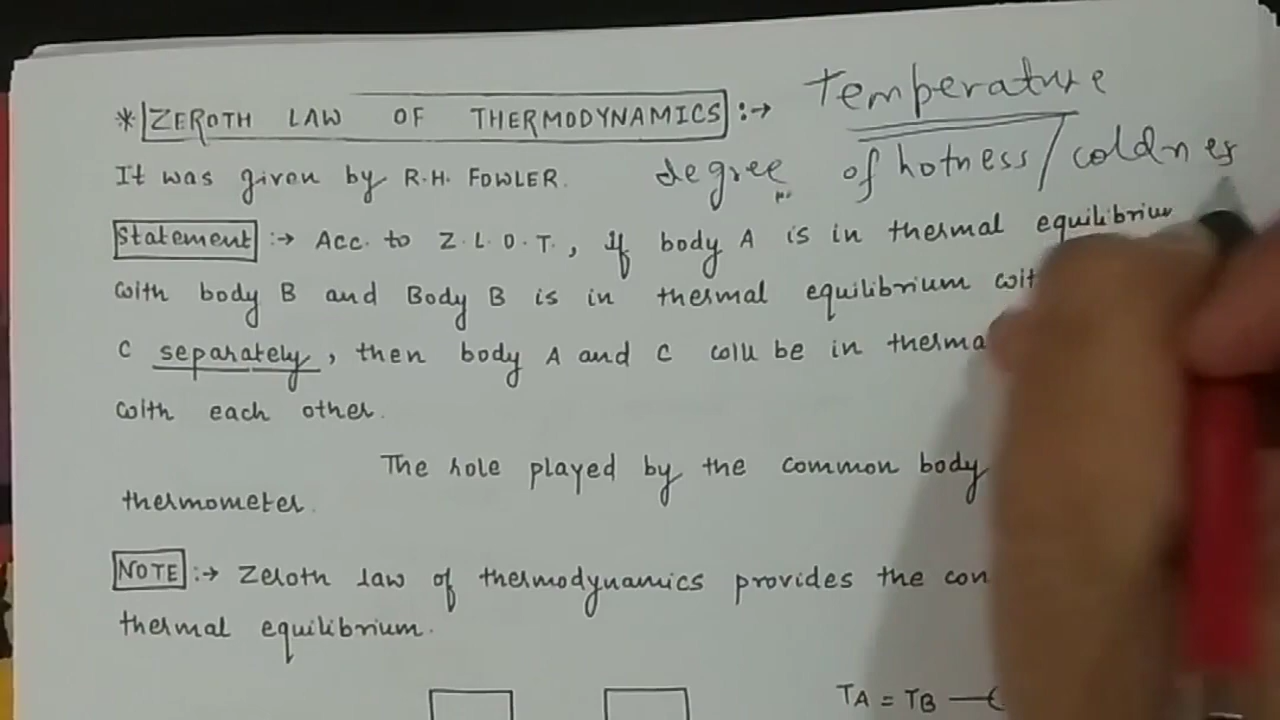 * ZEROTH LAW OF THERMODYNAMICS :→ Temperature
It was given by R.H. FOWLER. degree of hotness/coldnes
Statement :→ Acc. to Z.L.O.T., if body A is in thermal equilibrium
with body B and Body B is in thermal equilibrium wit
C separately, then body A and C will be in therma
with each other.
The role played by the common body
thermometer.
NOTE :→ Zeroth law of thermodynamics provides the con
thermal equilibrium.
TA = TB —(